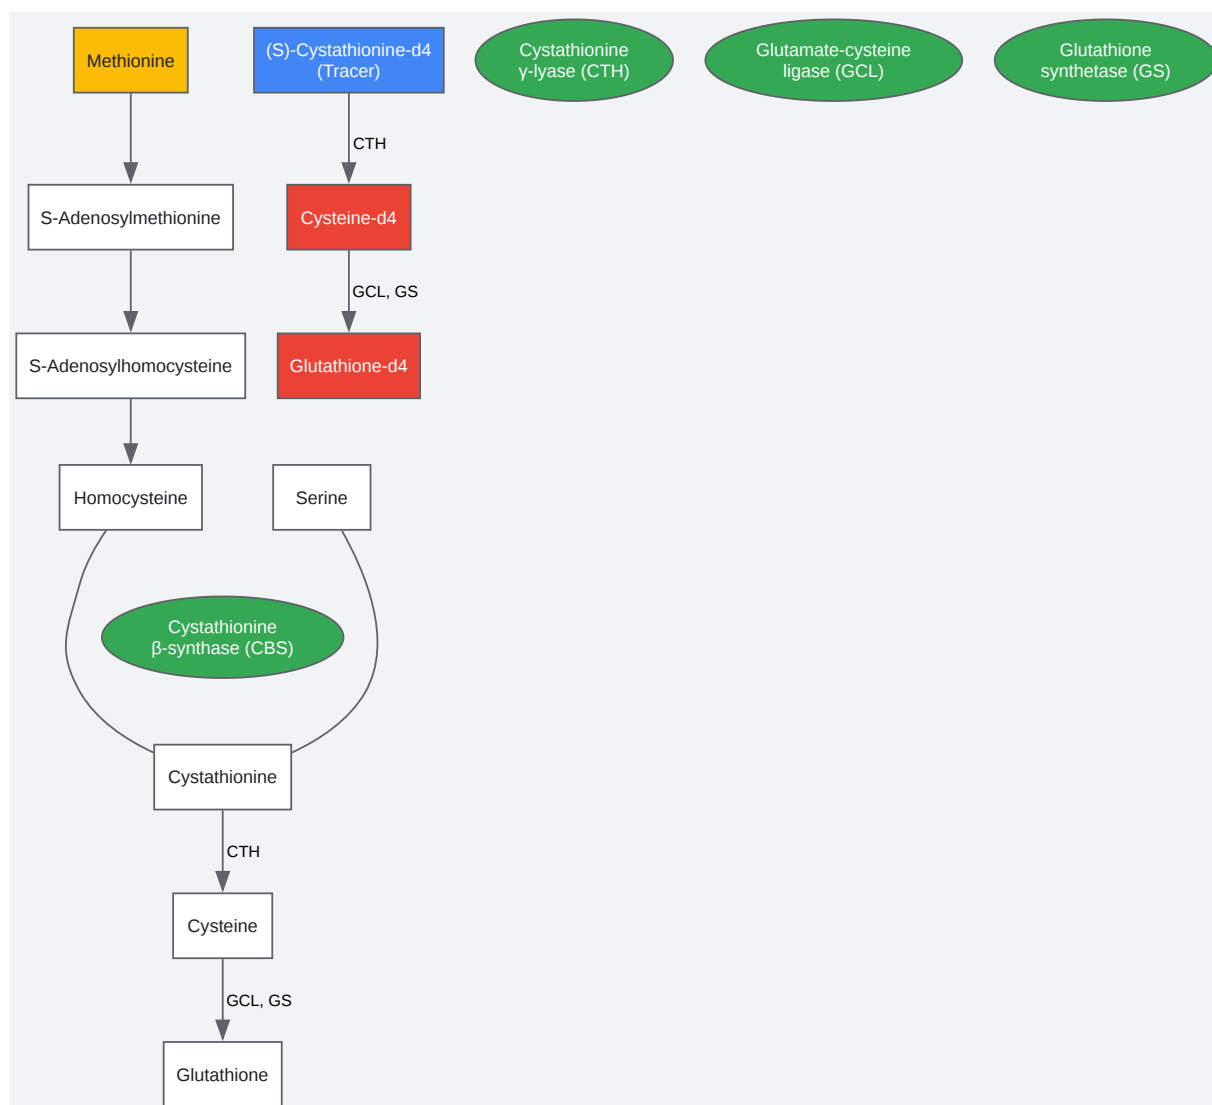 Methionine
(S)-Cystathionine-d4
(Tracer)
Cystathionine
γ-lyase (CTH)
Glutamate-cysteine
ligase (GCL)
Glutathione
synthetase (GS)
CTH
S-Adenosylmethionine
Cysteine-d4
GCL, GS
S-Adenosylhomocysteine
Glutathione-d4
Homocysteine
Serine
Cystathionine
β-synthase (CBS)
Cystathionine
CTH
Cysteine
GCL, GS
Glutathione